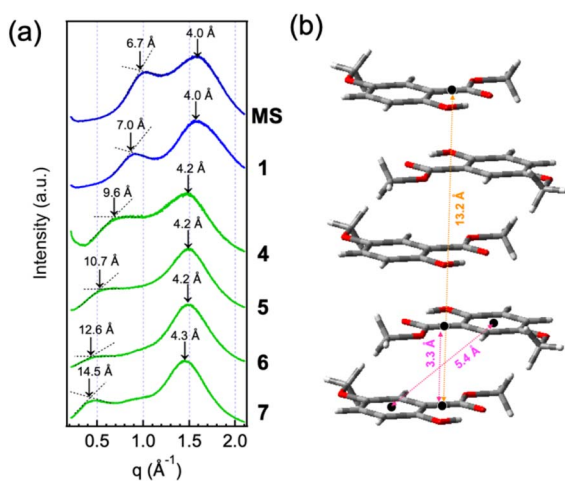 (a)
6.7 Å
4.0 Å
MS
7.0 Å
4.0 Å
1
9.6 Å
4.2 Å
4
10.7 Å
4.2 Å
5
12.6 Å
4.2 Å
6
14.5 Å
4.3 Å
7
Intensity (a.u.)
0.5 1.0 1.5 2.0
q (Å⁻¹)
(b)
13.2 Å
3.3 Å
5.4 Å